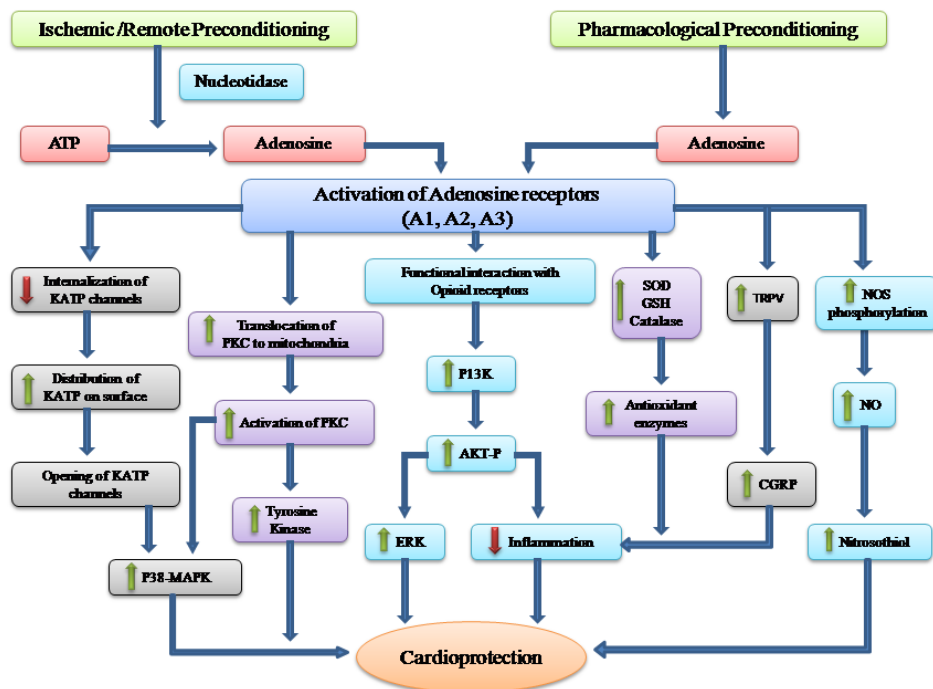 Ischemic /Remote Preconditioning
Pharmacological Preconditioning
Nucleotidase
ATP
Adenosine
Adenosine
Activation of Adenosine receptors
(A1, A2, A3)
Internalization of
KATP channels
Translocation of
PKC to mitochondria
Functional interaction with
Opioid receptors
SOD
GSH
Catalase
TRPV
NOS
phosphorylation
Distribution of
KATP on surface
Activation of PKC
P13K
Antioxidant
enzymes
NO
Opening of KATP
channels
Tyrosine
Kinase
AKT-P
CGRP
P38-MAPK
ERK
Inflammation
Nitrosothiol
Cardioprotection